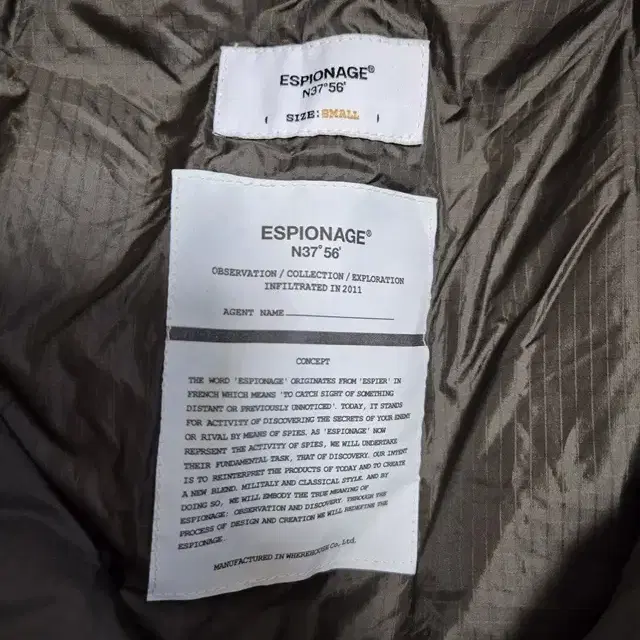 ESPIONAGE®
N37°56'
SIZE:SMALL
ESPIONAGE®
N37°56'
OBSERVATION / COLLECTION / EXPLORATION
INFILTRATED IN 2011
AGENT NAME
CONCEPT
THE WORD 'ESPIONAGE' ORIGINATES FROM 'ESPIER' IN
FRENCH WHICH MEANS 'TO CATCH SIGHT OF SOMETHING
DISTANT OR PREVIOUSLY UNNOTICED'. TODAY, IT STANDS
FOR ACTIVITY OF DISCOVERING THE SECRETS OF YOUR ENEMY
OR RIVAL BY MEANS OF SPIES. AS 'ESPIONAGE' NOW
REPRSENT THE ACTIVITY OF SPIES, WE WILL UNDERTAKE
THEIR FUNDAMENTAL TASK, THAT OF DISCOVERY. OUR INTENT
IS TO REINTERPRET THE PRODUCTS OF TODAY AND TO CREATE
A NEW BLEND, MILITALY AND CLASSICAL STYLE. AND BY
DOING SO, WE WILL EMBODY THE TRUE MEANING OF
ESPIONAGE: OBSERVATION AND DISCOVERY. THROUGH THE
PROCESS OF DESIGN AND CREATION WE WILL REDEFINE THE
ESPIONAGE.
MANUFACTURED IN WHEREHOUSE Co., Ltd.